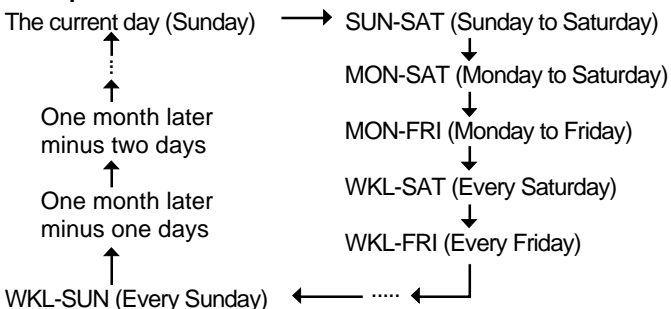 The current day (Sunday)
SUN-SAT (Sunday to Saturday)
MON-SAT (Monday to Saturday)
MON-FRI (Monday to Friday)
WKL-SAT (Every Saturday)
WKL-FRI (Every Friday)
.....
WKL-SUN (Every Sunday)
One month later
minus one days
One month later
minus two days